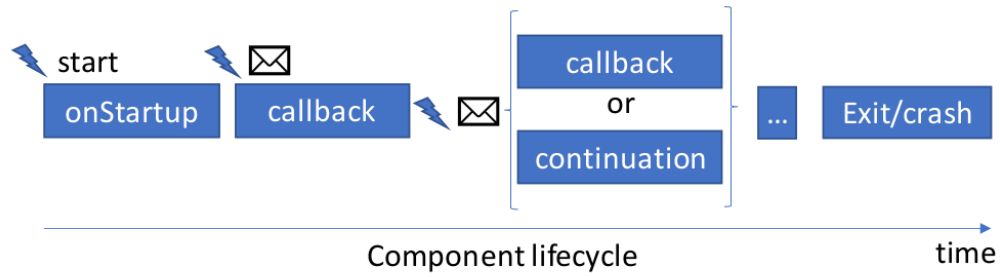 start
onStartup
callback
callback
or
continuation
...
Exit/crash
Component lifecycle
time